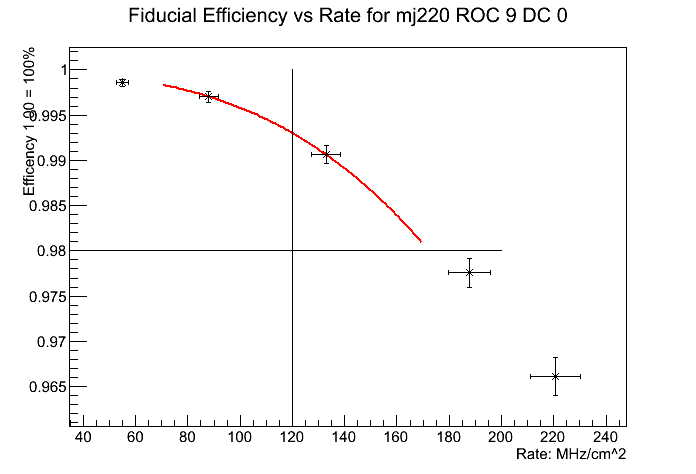 Fiducial Efficiency vs Rate for mj220 ROC 9 DC 0
Efficency 1.00 = 100%
1
0.995
0.99
0.985
0.98
0.975
0.97
0.965
40 60 80 100 120 140 160 180 200 220 240
Rate: MHz/cm^2